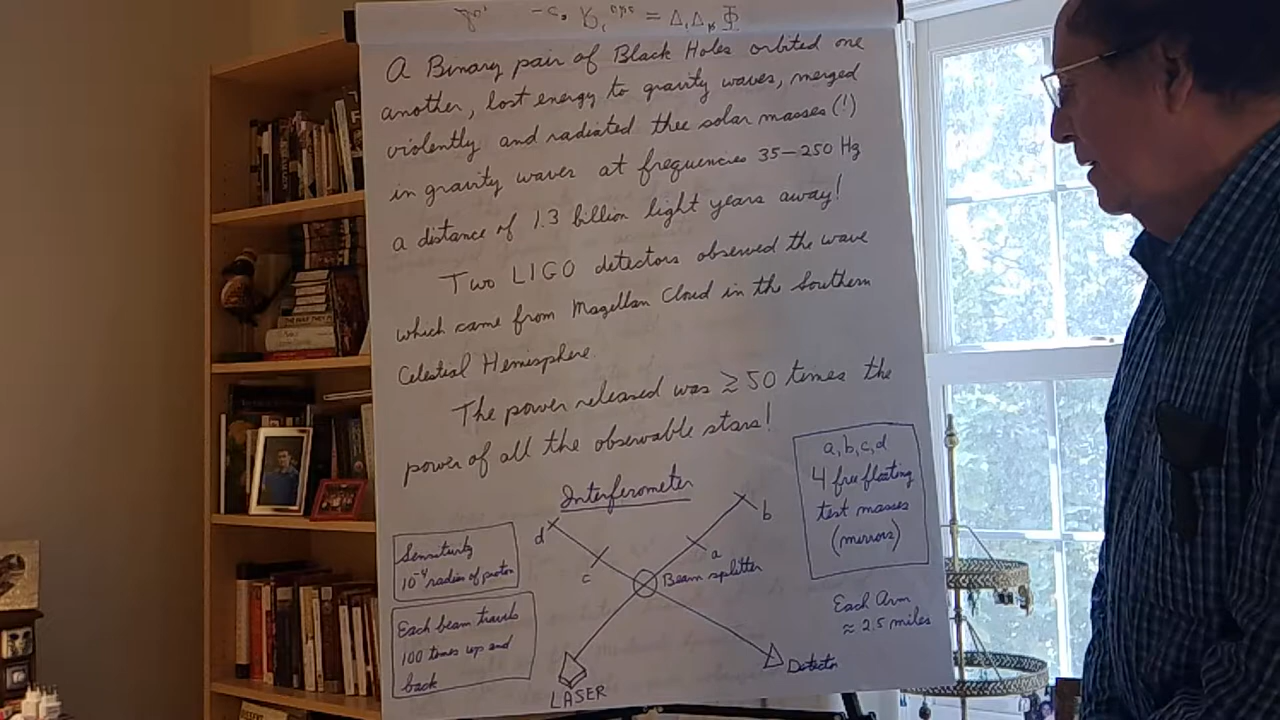 = Δ, Δ Φ
A Binary pair of Black Holes orbited one
another, lost energy to gravity waves, merged
violently and radiated thee solar masses (!)
in gravity waves at frequencies 35-250 Hz
a distance of 1.3 billion light years away!
Two LIGO detectors observed the wave
which came from Magellan Cloud in the Southern
Celestial Hemisphere
The power released was ≳ 50 times the
power of all the observable stars!
Interferometer
a,b,c,d
4 free floating
test masses
(mirrors)
Sensitivity
10⁻⁴ radius of proton
Each beam travels
100 times up and
back
d
c
a
b
Beam splitter
LASER
Detector
Each Arm
≈ 2.5 miles